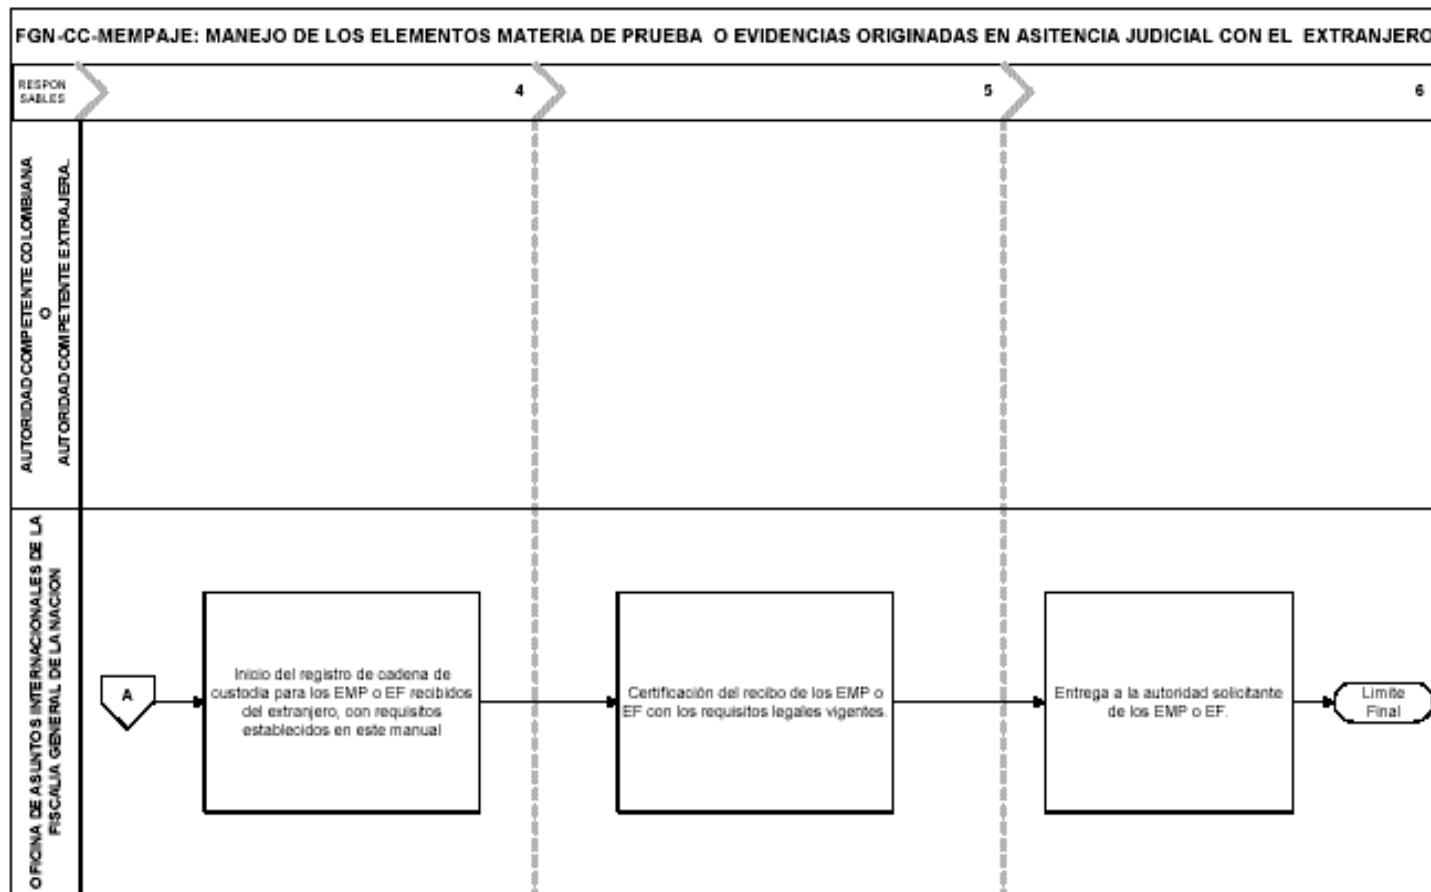 FGN-CC-MEMPAJE: MANEJO DE LOS ELEMENTOS MATERIA DE PRUEBA O EVIDENCIAS ORIGINADAS EN ASITENCIA JUDICIAL CON EL EXTRANJERO
RESPON
SABLES
4
5
6
AUTORIDAD COMPETENTE COLOMBIANA
O
AUTORIDAD COMPETENTE EXTRAJERA.
OFICINA DE ASUNTOS INTERNACIONALES DE LA
FISCALIA GENERAL DE LA NACION
A
Inicio del registro de cadena de
custodia para los EMP o EF recibidos
del extranjero, con requisitos
establecidos en este manual
Certificación del recibo de los EMP o
EF con los requisitos legales vigentes.
Entrega a la autoridad solicitante
de los EMP o EF.
Limite
Final